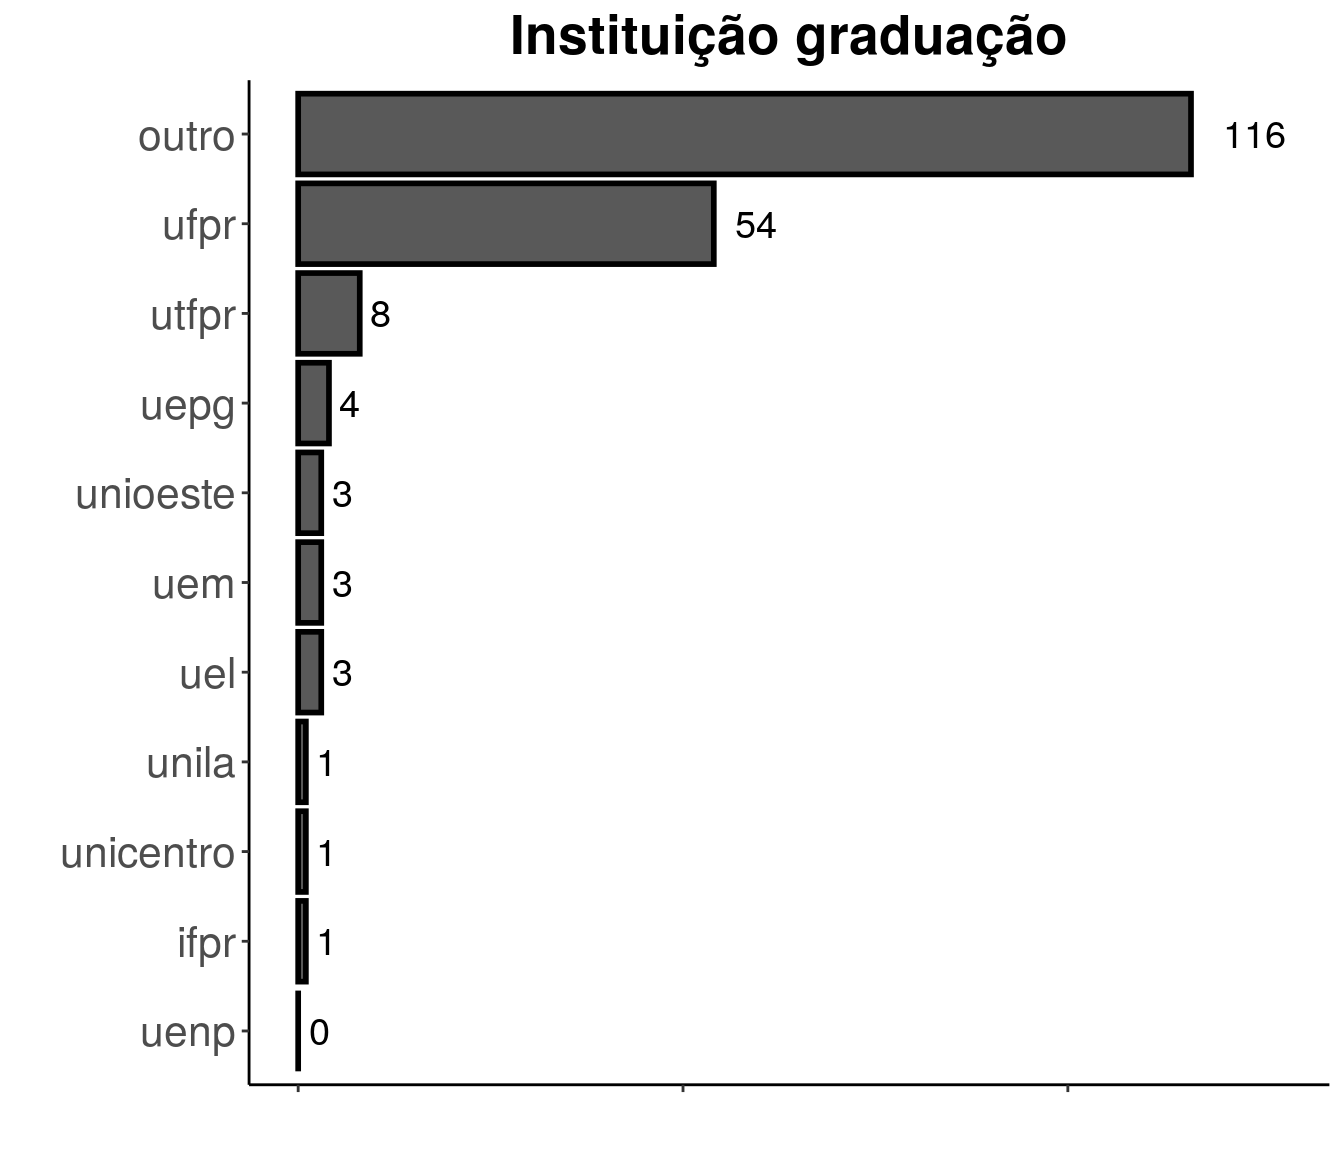 Instituição graduação
outro 116
ufpr 54
utfpr 8
uepg 4
unioeste 3
uem 3
uel 3
unila 1
unicentro 1
ifpr 1
uenp 0